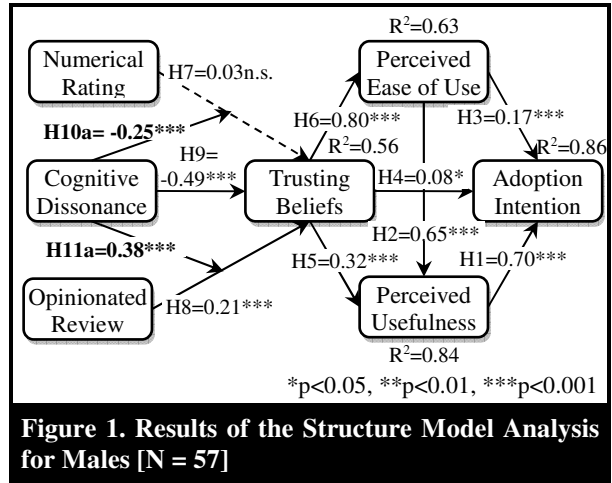 R²=0.63
Numerical
Rating
H7=0.03n.s.
Perceived
Ease of Use
H10a= -0.25***
H6=0.80***
H3=0.17***
H9=
-0.49***
R²=0.56
R²=0.86
Cognitive
Dissonance
Trusting
Beliefs
H4=0.08*
Adoption
Intention
H11a=0.38***
H2=0.65***
H5=0.32***
H1=0.70***
Opinionated
Review
H8=0.21***
Perceived
Usefulness
R²=0.84
*p<0.05, **p<0.01, ***p<0.001
Figure 1. Results of the Structure Model Analysis
for Males [N = 57]